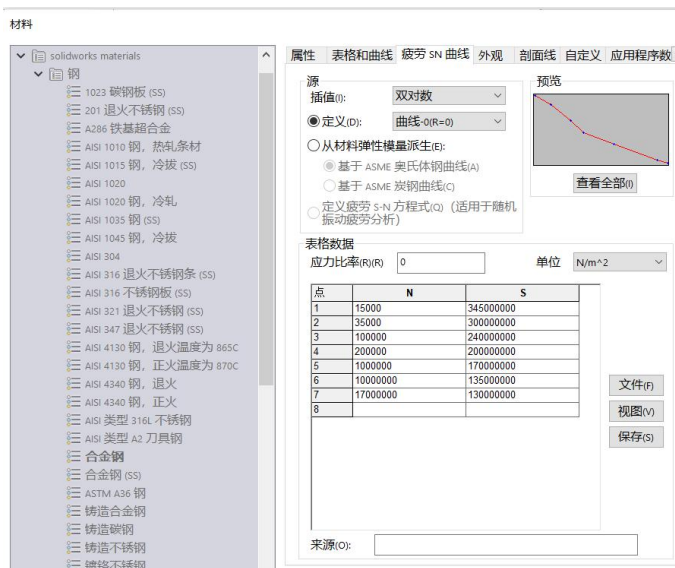 材料
solidworks materials
钢
1023 碳钢板 (SS)
201 退火不锈钢 (SS)
A286 铁基超合金
AISI 1010 钢，热轧条材
AISI 1015 钢，冷拔 (SS)
AISI 1020
AISI 1020 钢，冷轧
AISI 1035 钢 (SS)
AISI 1045 钢，冷拔
AISI 304
AISI 316 退火不锈钢条 (SS)
AISI 316 不锈钢板 (SS)
AISI 321 退火不锈钢 (SS)
AISI 347 退火不锈钢 (SS)
AISI 4130 钢，退火温度为 865C
AISI 4130 钢，正火温度为 870C
AISI 4340 钢，退火
AISI 4340 钢，正火
AISI 类型 316L 不锈钢
AISI 类型 A2 刀具钢
合金钢
合金钢 (SS)
ASTM A36 钢
铸造合金钢
铸造碳钢
铸造不锈钢
镀铬不锈钢
属性 表格和曲线 疲劳 SN 曲线 外观 剖面线 自定义 应用程序数
源
插值(I): 双对数
定义(D): 曲线-0(R=0)
从材料弹性模量派生(E):
基于 ASME 奥氏体钢曲线(A)
基于 ASME 炭钢曲线(C)
定义疲劳 S-N 方程式(Q)（适用于随机
振动疲劳分析）
预览
查看全部(I)
表格数据
应力比率(R)(R) 0 单位 N/m^2
点 N S
1 15000 345000000
2 35000 300000000
3 100000 240000000
4 200000 200000000
5 1000000 170000000
6 10000000 135000000
7 17000000 130000000
8
文件(F)
视图(V)
保存(S)
来源(O):